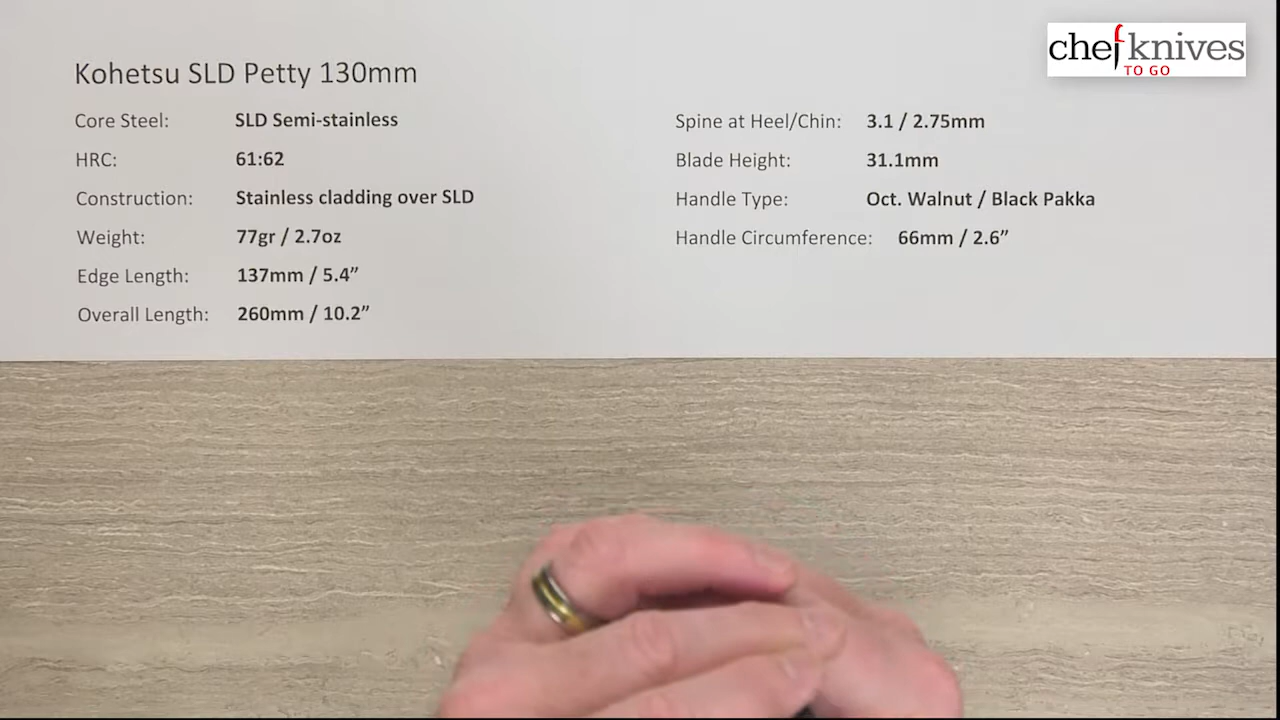 chefknives
TO GO
Kohetsu SLD Petty 130mm
Core Steel: SLD Semi-stainless
HRC: 61:62
Construction: Stainless cladding over SLD
Weight: 77gr / 2.7oz
Edge Length: 137mm / 5.4”
Overall Length: 260mm / 10.2”
Spine at Heel/Chin: 3.1 / 2.75mm
Blade Height: 31.1mm
Handle Type: Oct. Walnut / Black Pakka
Handle Circumference: 66mm / 2.6”